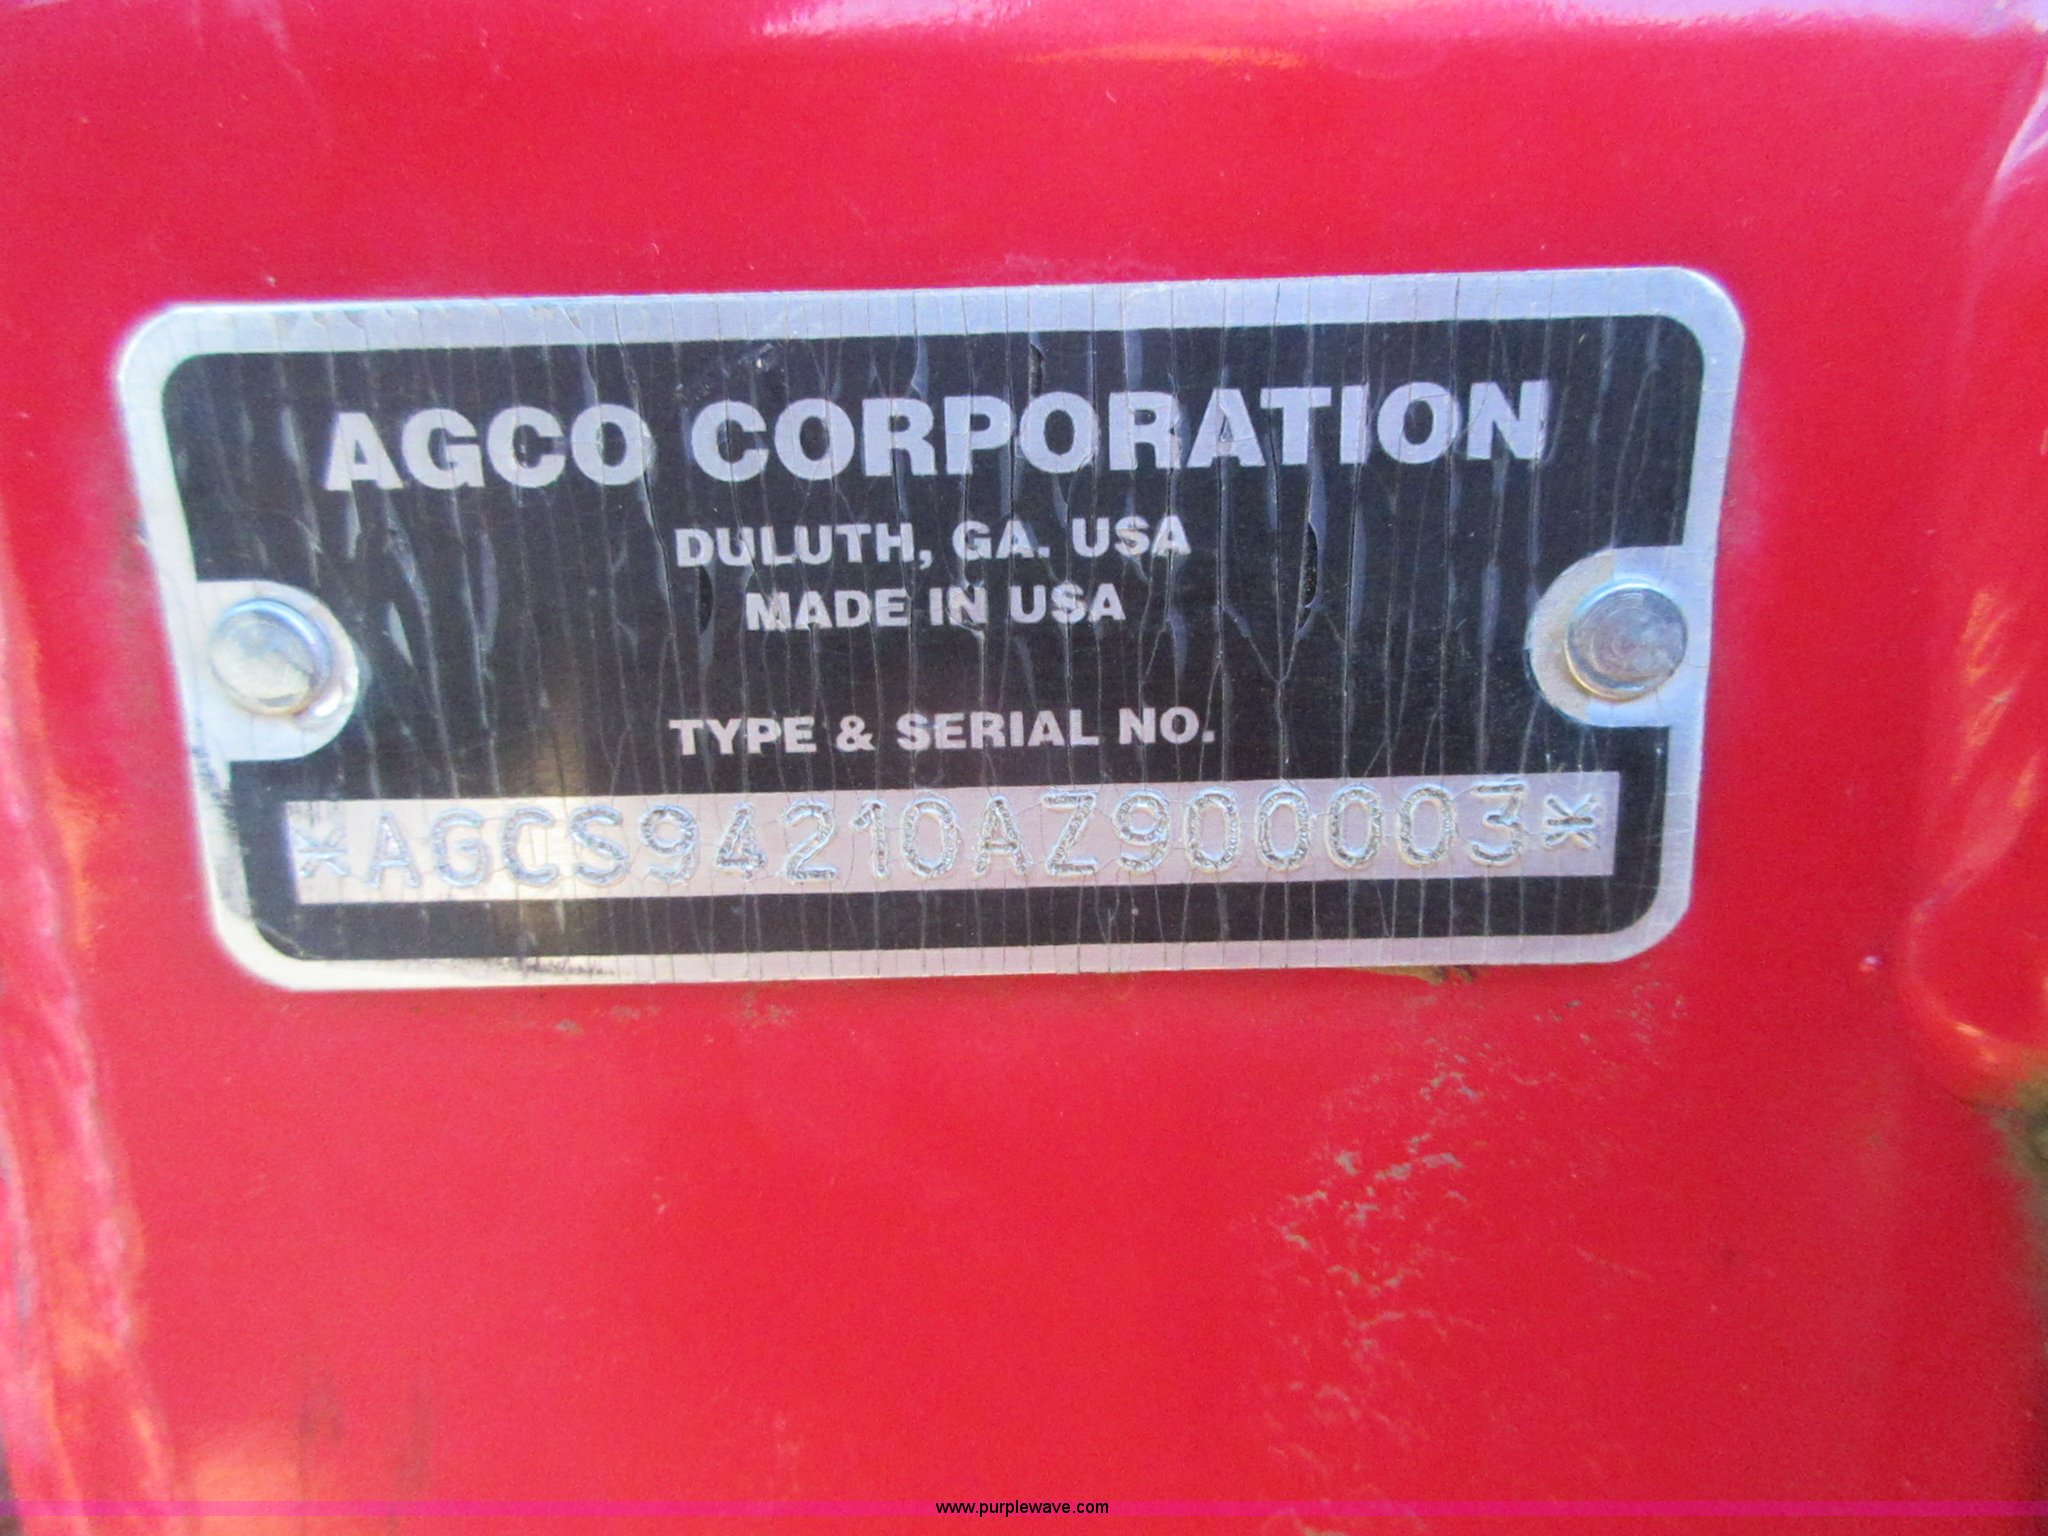 AGCO CORPORATION
DULUTH, GA. USA
MADE IN USA
TYPE & SERIAL NO.
*AGCS94210AZ900003*
www.purplewave.com